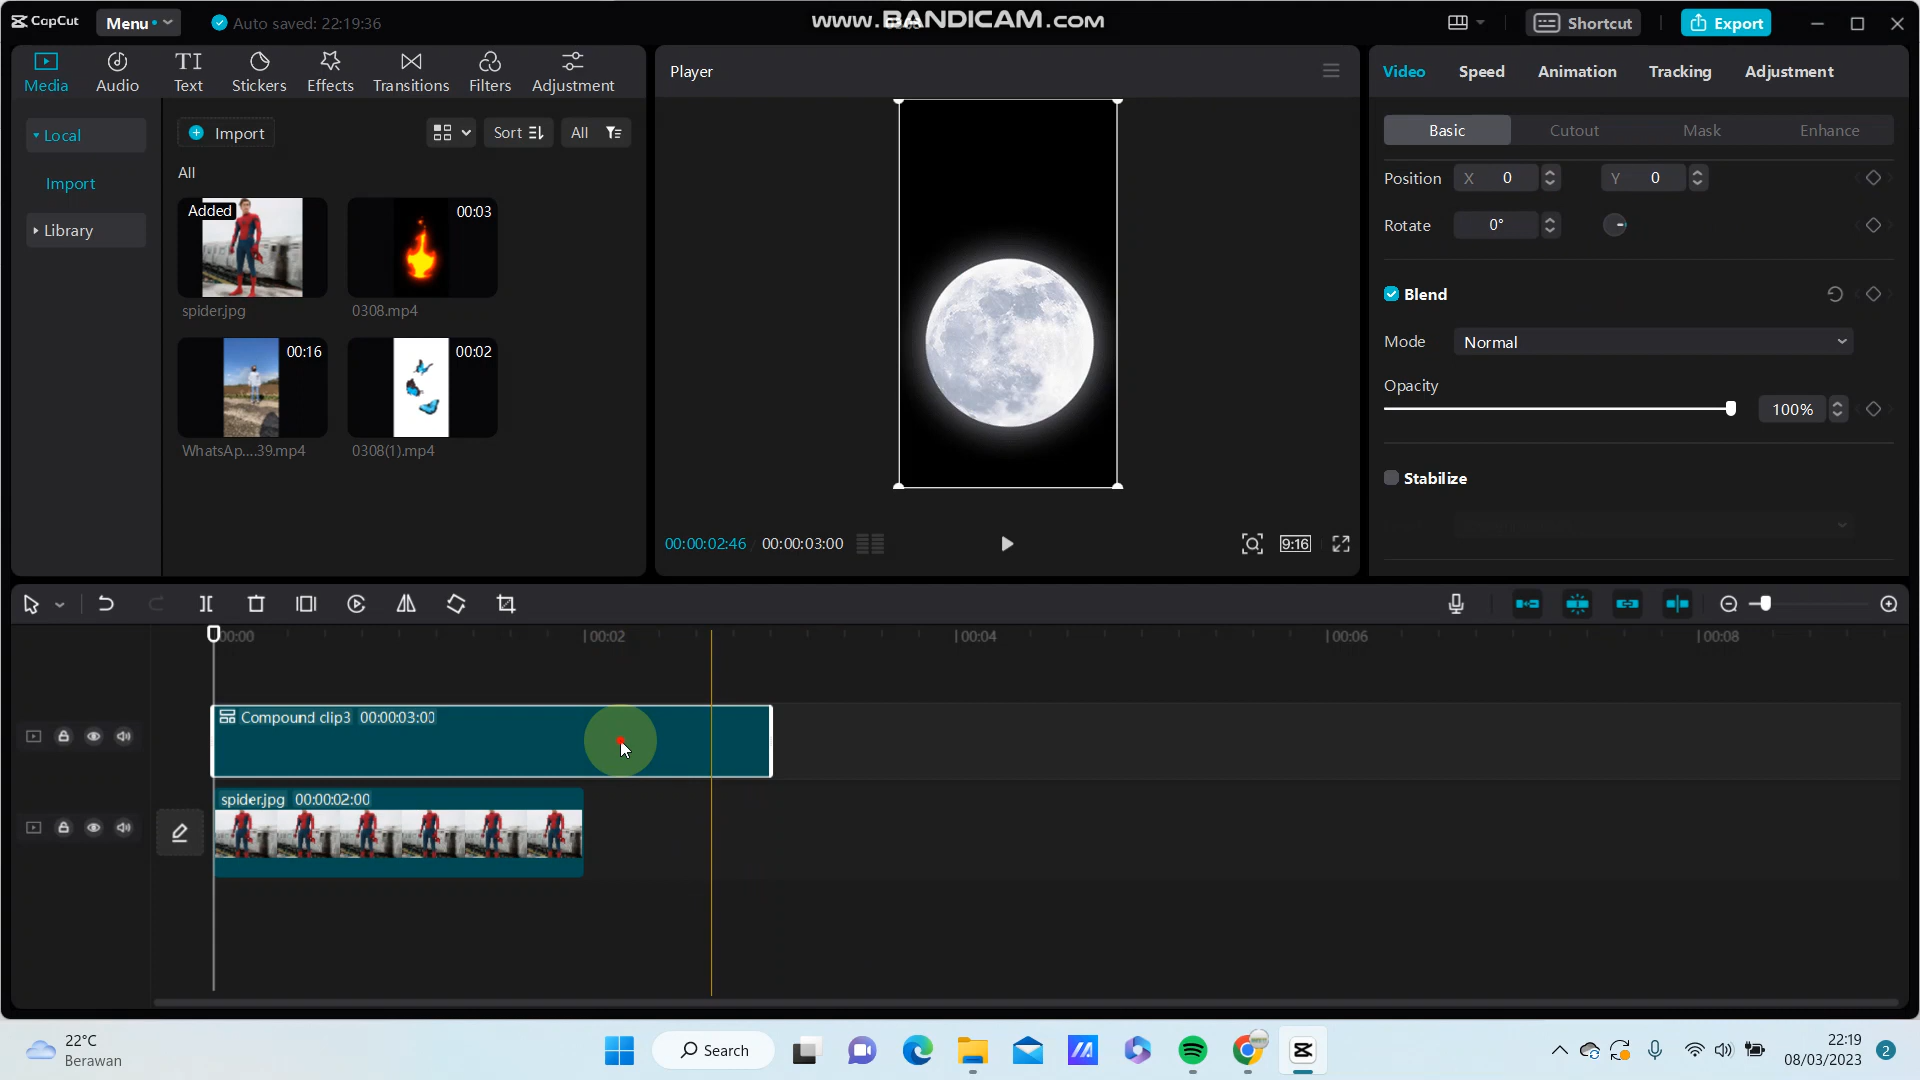 CapCut
Menu
Auto saved: 22:19:36
www.BANDICAM.COM
Shortcut
Export
Media
Audio
Text
Stickers
Effects
Transitions
Filters
Adjustment
Local
Import
Library
Import
Sort
All
All
Added
00:03
spider.jpg
0308.mp4
00:16
00:02
WhatsAp....39.mp4
0308(1).mp4
Player
00:00:02:46
00:00:03:00
9:16
Video
Speed
Animation
Tracking
Adjustment
Basic
Cutout
Mask
Enhance
Position X 0 Y 0
Rotate 0°
Blend
Mode Normal
Opacity
100%
Stabilize
00:00
00:02
00:04
00:06
00:08
Compound clip3 00:00:03:00
spider.jpg 00:00:02:00
22°C
Berawan
Search
22:19
08/03/2023
2